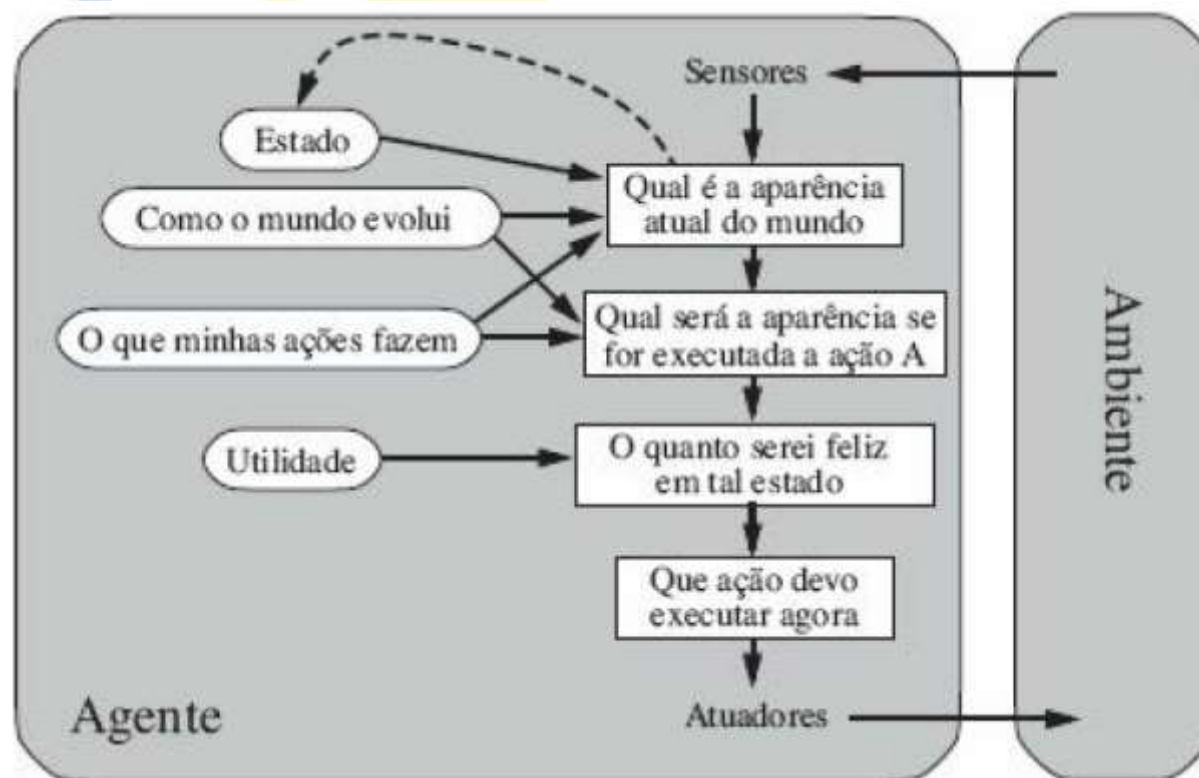 Sensores
Estado
Qual é a aparência
atual do mundo
Como o mundo evolui
Qual será a aparência se
for executada a ação A
O que minhas ações fazem
O quanto serei feliz
em tal estado
Utilidade
Que ação devo
executar agora
Agente
Atuadores
Ambiente